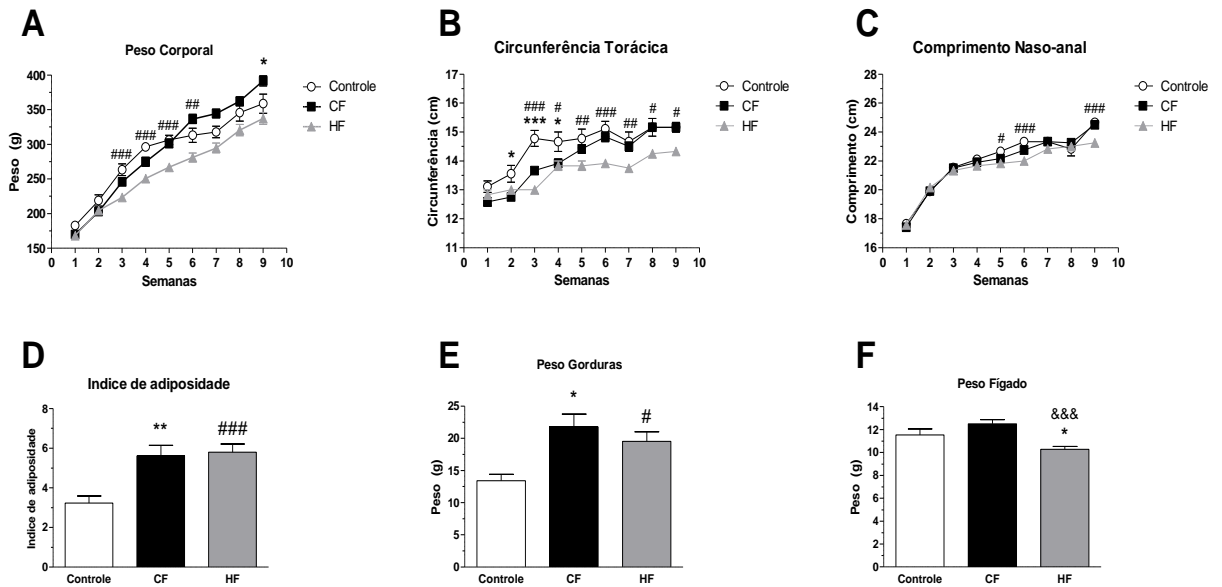 A
Peso Corporal
Peso (g)
400
350
300
250
200
150
0 1 2 3 4 5 6 7 8 9 10
Semanas
###
###
###
##
*
Controle
CF
HF
B
Circunferência Torácica
Circunferência (cm)
17
16
15
14
13
12
11
0 1 2 3 4 5 6 7 8 9 10
Semanas
*
###
***
#
*
##
###
##
#
#
Controle
CF
HF
C
Comprimento Naso-anal
Comprimento (cm)
28
26
24
22
20
18
16
0 1 2 3 4 5 6 7 8 9 10
Semanas
#
###
###
Controle
CF
HF
D
Indice de adiposidade
Indice de adiposidade
8
6
4
2
0
**
###
Controle CF HF
E
Peso Gorduras
Peso (g)
25
20
15
10
5
0
*
#
Controle CF HF
F
Peso Fígado
Peso (g)
14
12
10
8
6
4
2
0
&&&
*
Controle CF HF